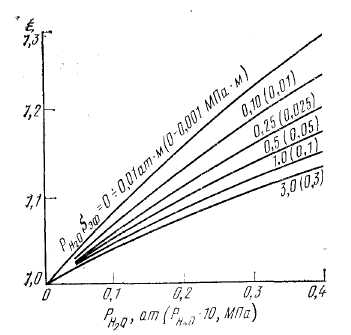 ξ,
1,3
1,2
1,1
1,0
P_H₂O S_эф = 0 ÷ 0,01 ат·м (0-0,001 МПа·м)
0,10 (0,01)
0,25 (0,025)
0,5 (0,05)
1,0 (0,1)
3,0 (0,3)
0 0,1 0,2 0,3 0,4
P_H₂O, ат (P_H₂O·10, МПа)